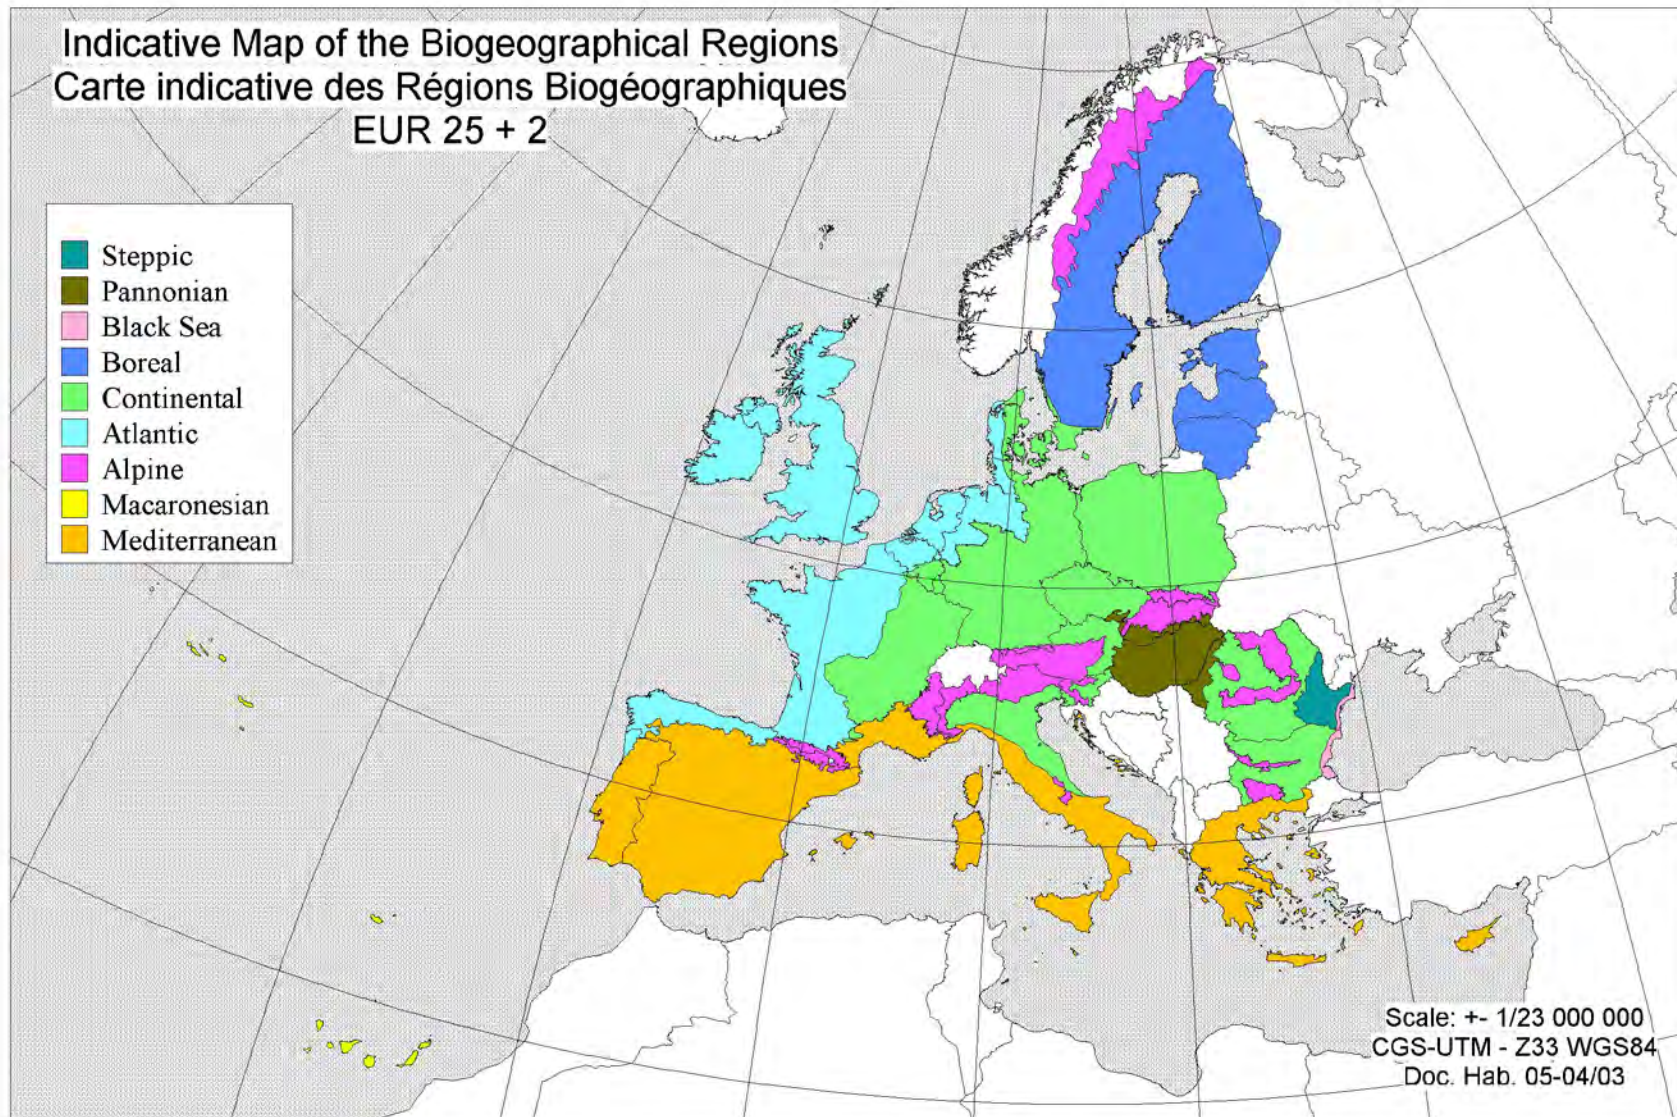 Indicative Map of the Biogeographical Regions
Carte indicative des Régions Biogéographiques
EUR 25 + 2
Steppic
Pannonian
Black Sea
Boreal
Continental
Atlantic
Alpine
Macaronesian
Mediterranean
Scale: +- 1/23 000 000
CGS-UTM - Z33 WGS84
Doc. Hab. 05-04/03